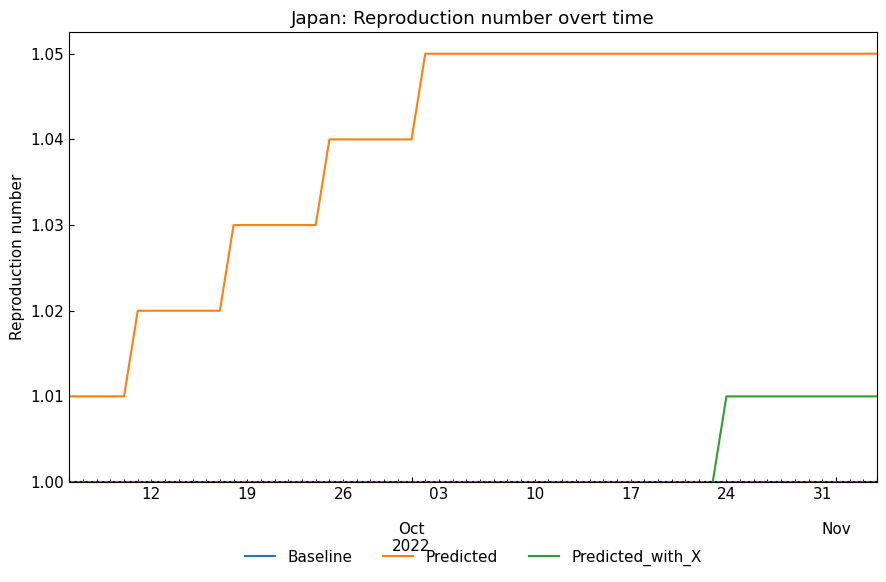 Japan: Reproduction number overt time
Reproduction number
1.05
1.04
1.03
1.02
1.01
1.00
12 19 26 03 10 17 24 31
Oct Nov
2022
Baseline Predicted Predicted_with_X